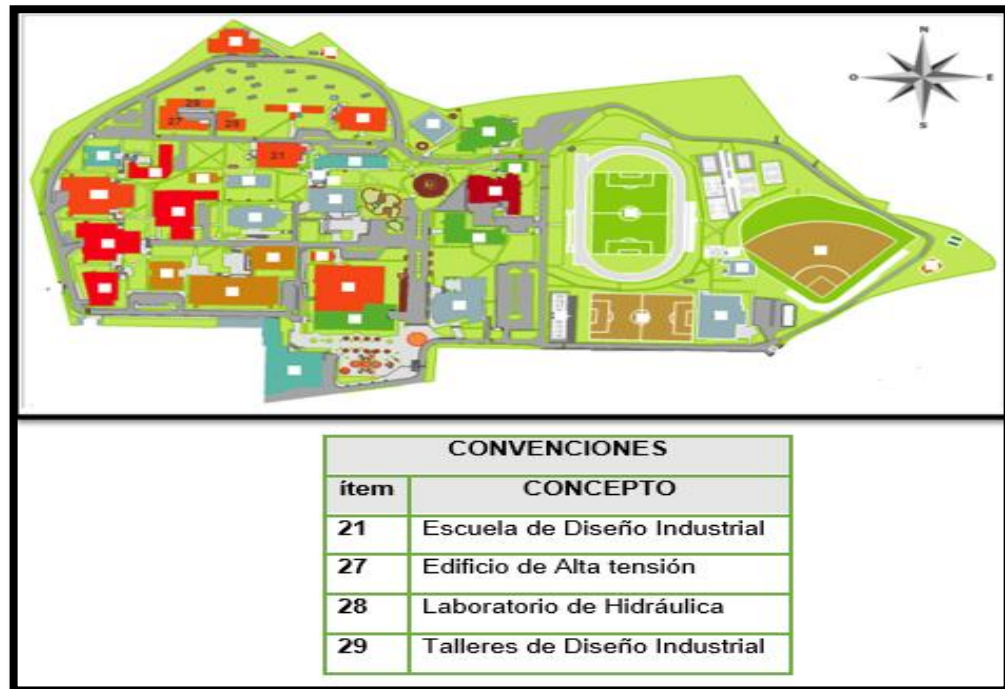 N
O
E
S
28
27
29
21
CONVENCIONES
ítem CONCEPTO
21 Escuela de Diseño Industrial
27 Edificio de Alta tensión
28 Laboratorio de Hidráulica
29 Talleres de Diseño Industrial